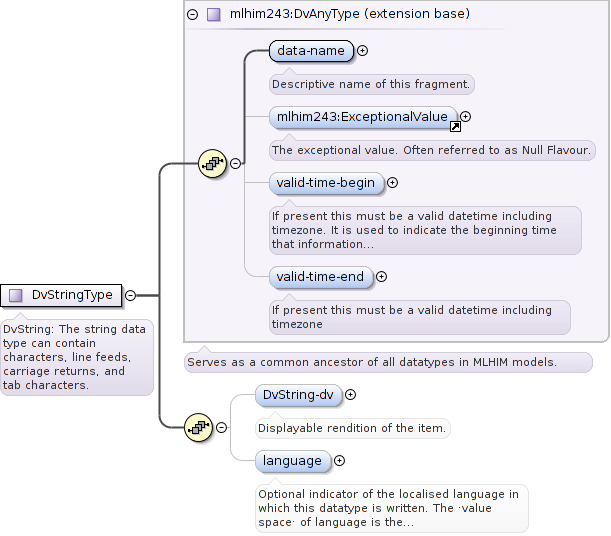 mlhim243:DvAnyType (extension base)
data-name
Descriptive name of this fragment.
mlhim243:ExceptionalValue
The exceptional value. Often referred to as Null Flavour.
valid-time-begin
If present this must be a valid datetime including
timezone. It is used to indicate the beginning time
that information...
valid-time-end
If present this must be a valid datetime including
timezone
Serves as a common ancestor of all datatypes in MLHIM models.
DvStringType
DvString: The string data
type can contain
characters, line feeds,
carriage returns, and
tab characters.
DvString-dv
Displayable rendition of the item.
language
Optional indicator of the localised language in
which this datatype is written. The ·value
space· of language is the...